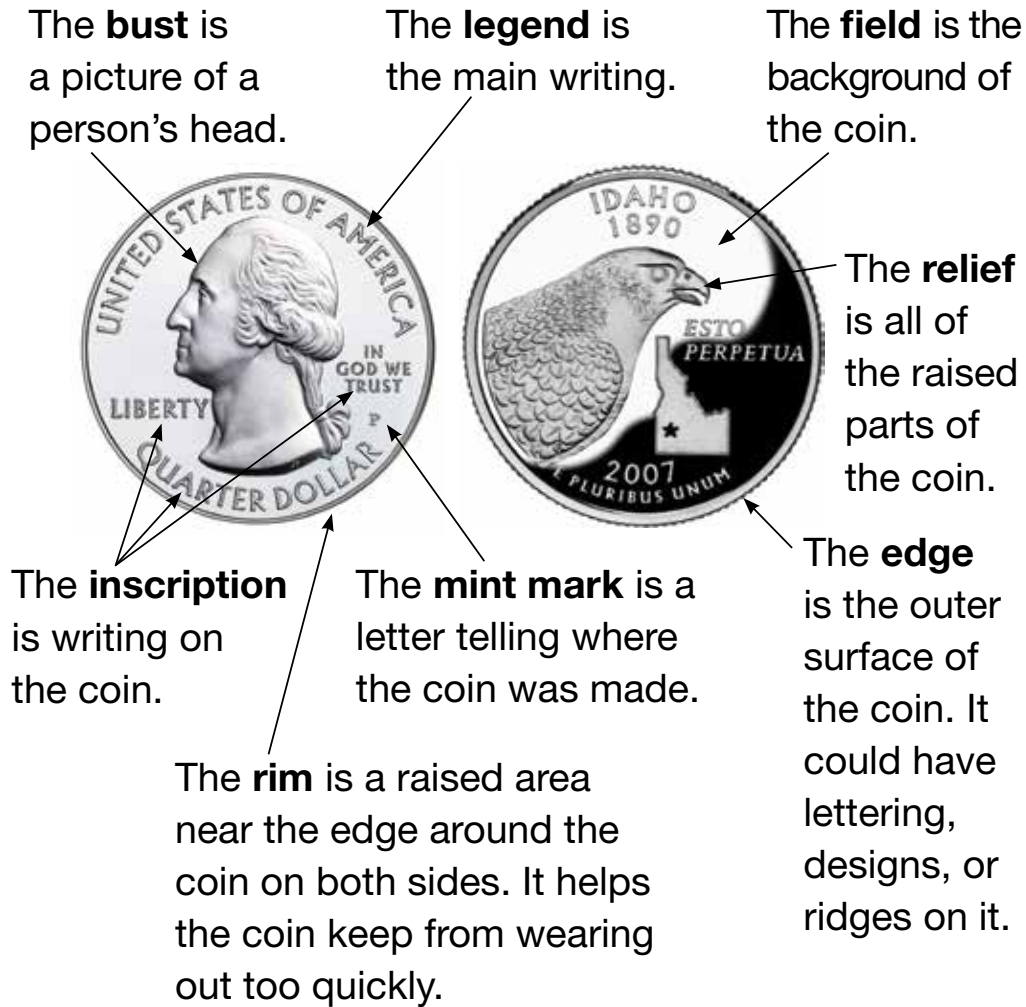 The bust is
a picture of a
person’s head.
The legend is
the main writing.
The field is the
background of
the coin.
UNITED STATES OF AMERICA
IN
GOD WE
TRUST
LIBERTY
P
QUARTER DOLLAR
IDAHO
1890
ESTO
PERPETUA
2007
E PLURIBUS UNUM
The relief
is all of
the raised
parts of
the coin.
The inscription
is writing on
the coin.
The mint mark is a
letter telling where
the coin was made.
The edge
is the outer
surface of
the coin. It
could have
lettering,
designs, or
ridges on it.
The rim is a raised area
near the edge around the
coin on both sides. It helps
the coin keep from wearing
out too quickly.